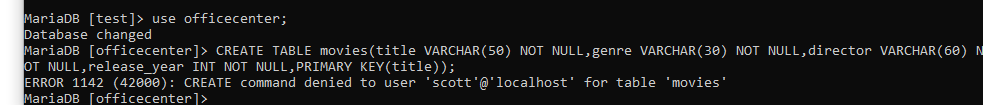 MariaDB [test]> use officecenter;
Database changed
MariaDB [officecenter]> CREATE TABLE movies(title VARCHAR(50) NOT NULL,genre VARCHAR(30) NOT NULL,director VARCHAR(60) N
OT NULL,release_year INT NOT NULL,PRIMARY KEY(title));
ERROR 1142 (42000): CREATE command denied to user 'scott'@'localhost' for table 'movies'
MariaDB [officecenter]>